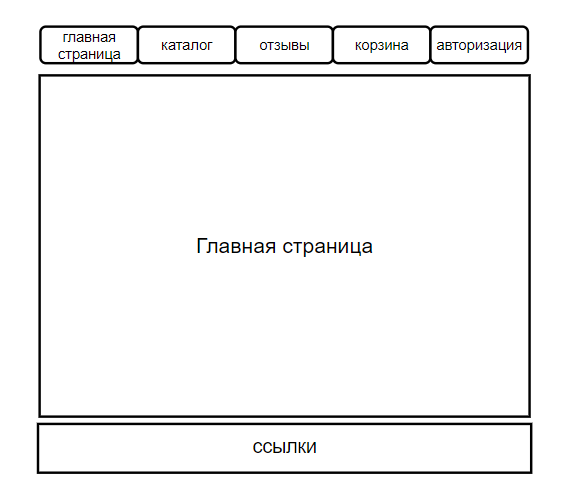 главная
страница
каталог
отзывы
корзина
авторизация
Главная страница
ССЫЛКИ